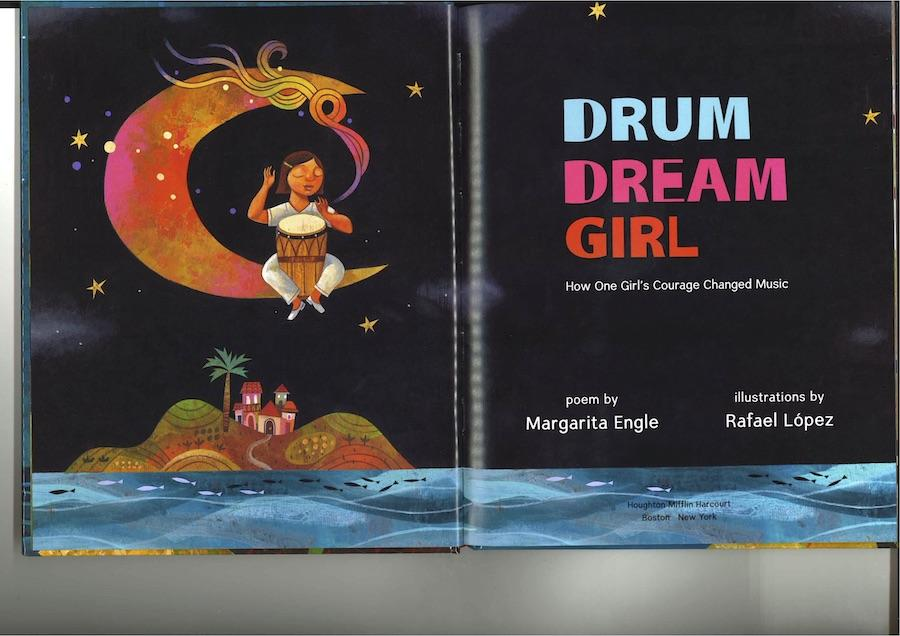 DRUM
DREAM
GIRL
How One Girl's Courage Changed Music
poem by
Margarita Engle
illustrations by
Rafael López
Houghton Mifflin Harcourt
Boston New York